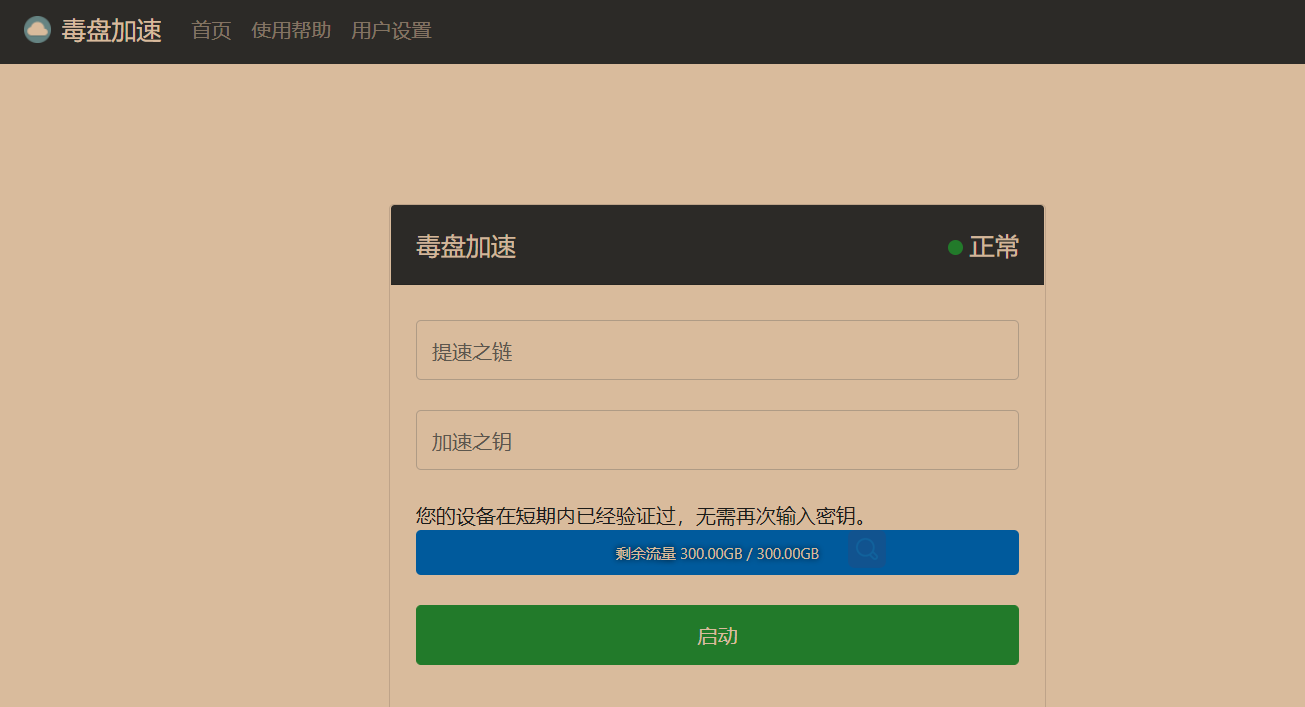 毒盘加速 首页 使用帮助 用户设置
毒盘加速 正常
提速之链
加速之钥
您的设备在短期内已经验证过，无需再次输入密钥。
剩余流量 300.00GB / 300.00GB
启动